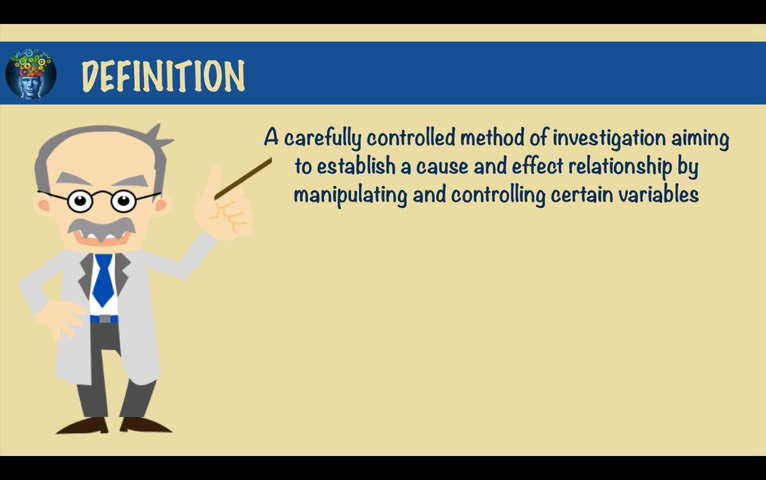 DEFINITION
A carefully controlled method of investigation aiming
to establish a cause and effect relationship by
manipulating and controlling certain variables